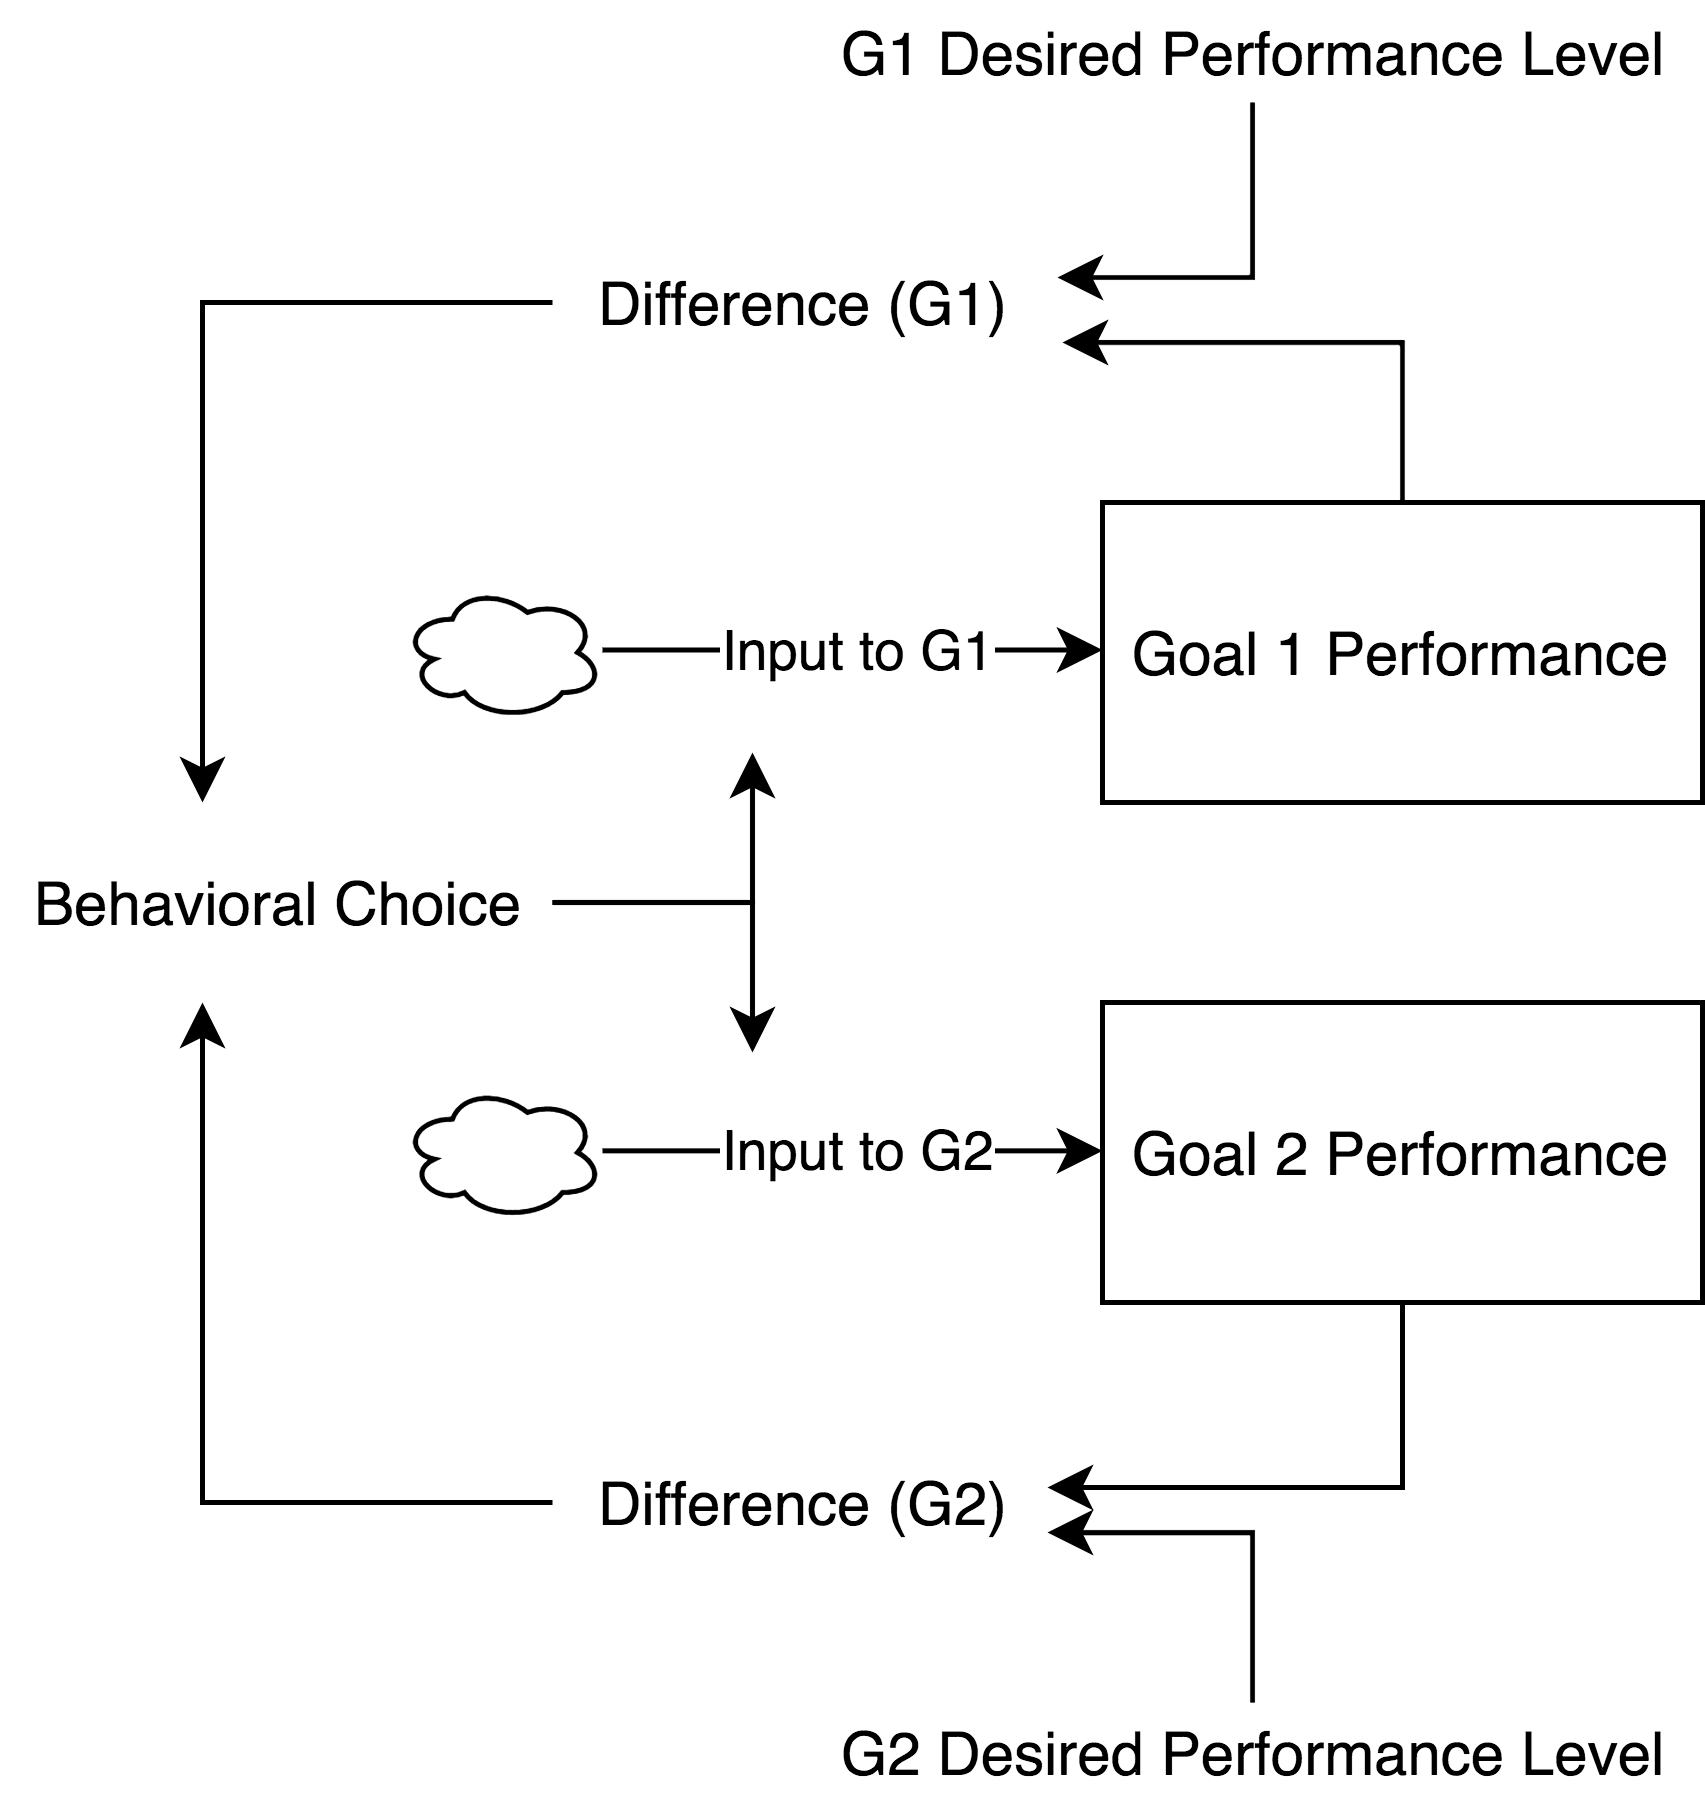 G1 Desired Performance Level
Difference (G1)
Input to G1
Goal 1 Performance
Behavioral Choice
Input to G2
Goal 2 Performance
Difference (G2)
G2 Desired Performance Level